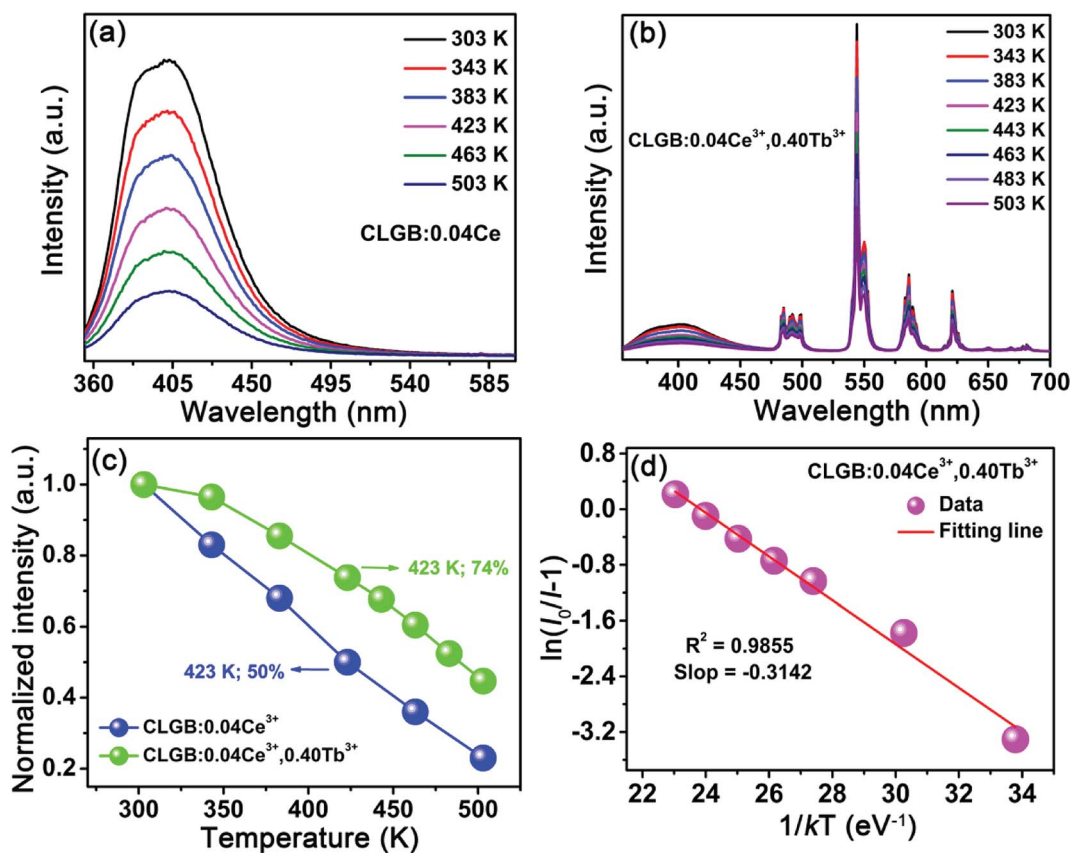 (a)
303 K
343 K
383 K
423 K
463 K
503 K
CLGB:0.04Ce
Intensity (a.u.)
360 405 450 495 540 585
Wavelength (nm)
(b)
303 K
343 K
383 K
423 K
443 K
463 K
483 K
503 K
CLGB:0.04Ce³⁺,0.40Tb³⁺
Intensity (a.u.)
400 450 500 550 600 650 700
Wavelength (nm)
(c)
Normalized intensity (a.u.)
1.0
0.8
0.6
0.4
0.2
423 K; 74%
423 K; 50%
CLGB:0.04Ce³⁺
CLGB:0.04Ce³⁺,0.40Tb³⁺
300 350 400 450 500
Temperature (K)
(d)
CLGB:0.04Ce³⁺,0.40Tb³⁺
Data
Fitting line
ln(I₀/I-1)
0.8
0.0
-0.8
-1.6
-2.4
-3.2
R² = 0.9855
Slop = -0.3142
22 24 26 28 30 32 34
1/kT (eV⁻¹)